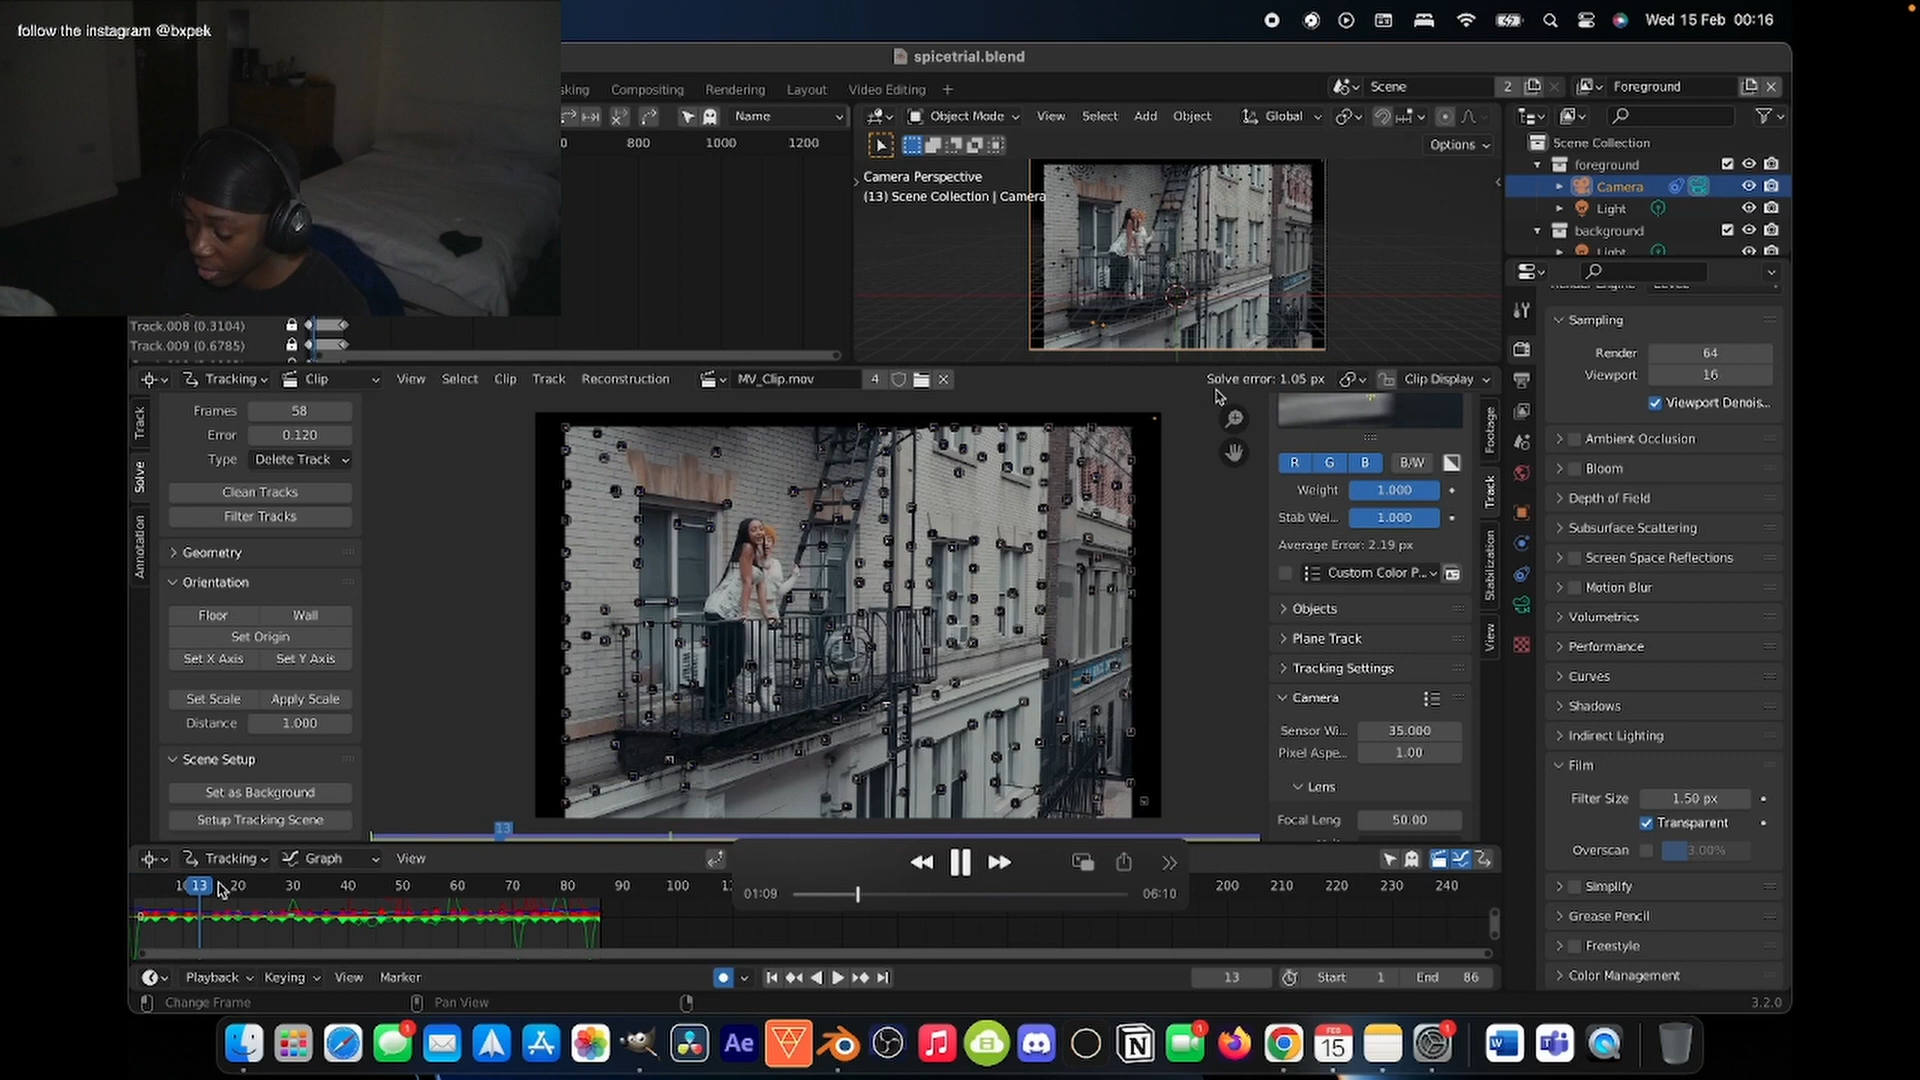 follow the instagram @bxpek
Wed 15 Feb 00:16
spicetrial.blend
Compositing Rendering Layout Video Editing +
Scene 2
Foreground
Name
Object Mode View Select Add Object Global
800 1000 1200
Options
Scene Collection
foreground
Camera
Light
background
Light
Camera Perspective
(13) Scene Collection | Camera
Track.008 (0.3104)
Track.009 (0.6785)
Sampling
Render 64
Viewport 16
Viewport Denois...
Ambient Occlusion
Bloom
Depth of Field
Subsurface Scattering
Screen Space Reflections
Motion Blur
Volumetrics
Performance
Curves
Shadows
Indirect Lighting
Film
Filter Size 1.50 px
Transparent
Overscan 3.00%
Simplify
Grease Pencil
Freestyle
Color Management
Tracking Clip View Select Clip Track Reconstruction MV_Clip.mov 4 Solve error: 1.05 px Clip Display
Track
Solve
Annotation
Frames 58
Error 0.120
Type Delete Track
Clean Tracks
Filter Tracks
Geometry
Orientation
Floor Wall
Set Origin
Set X Axis Set Y Axis
Set Scale Apply Scale
Distance 1.000
Scene Setup
Set as Background
Setup Tracking Scene
13
R G B B/W
Weight 1.000
Stab Wei... 1.000
Average Error: 2.19 px
Custom Color P...
Objects
Plane Track
Tracking Settings
Camera
Sensor Wi... 35.000
Pixel Aspe... 1.00
Lens
Focal Leng 50.00
Footage
Track
Stabilization
View
Tracking Graph View
13 20 30 40 50 60 70 80 90 100 200 210 220 230 240
01:09 06:10
Playback Keying View Marker 13 Start 1 End 86
Change Frame Pan View 3.2.0
1
Ae
1
FEB
15
1